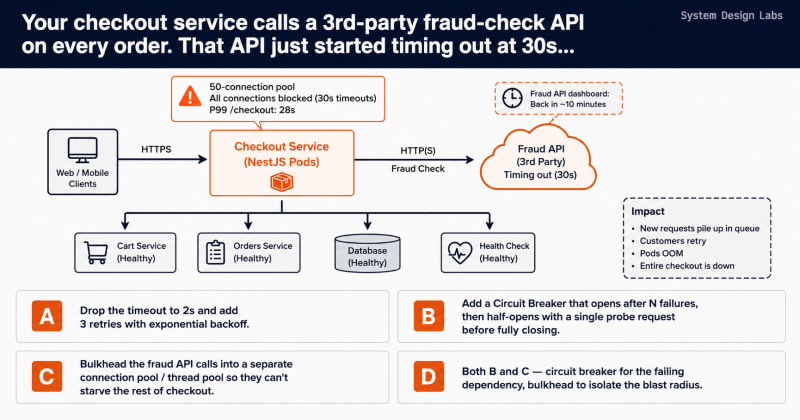 Your checkout service calls a 3rd-party fraud-check API
on every order. That API just started timing out at 30s...
System Design Labs
50-connection pool
All connections blocked (30s timeouts)
P99 /checkout: 28s
Fraud API dashboard:
Back in ~10 minutes
Web / Mobile
Clients
HTTPS
Checkout Service
(NestJS Pods)
HTTP(S)
Fraud Check
Fraud API
(3rd Party)
Timing out (30s)
Cart Service
(Healthy)
Orders Service
(Healthy)
Database
(Healthy)
Health Check
(Healthy)
Impact
• New requests pile up in queue
• Customers retry
• Pods OOM
• Entire checkout is down
A
Drop the timeout to 2s and add
3 retries with exponential backoff.
B
Add a Circuit Breaker that opens after N failures,
then half-opens with a single probe request
before fully closing.
C
Bulkhead the fraud API calls into a separate
connection pool / thread pool so they can't
starve the rest of checkout.
D
Both B and C — circuit breaker for the failing
dependency, bulkhead to isolate the blast radius.